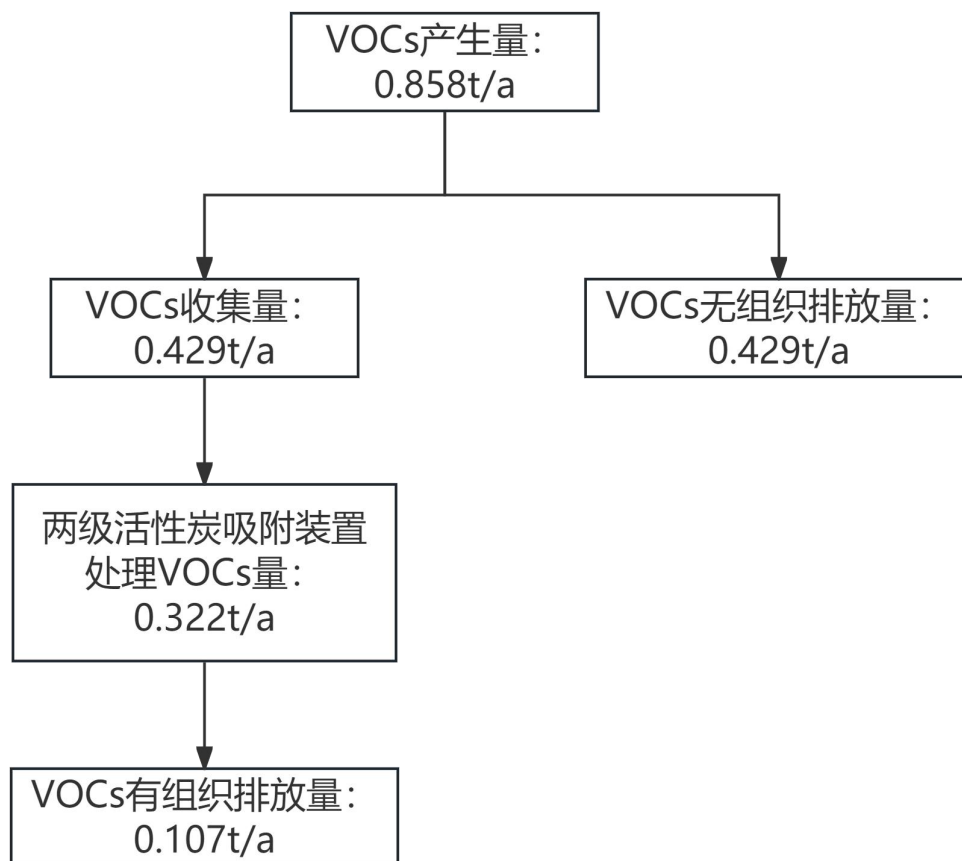 VOCs产生量：
0.858t/a
VOCs收集量：
0.429t/a
VOCs无组织排放量：
0.429t/a
两级活性炭吸附装置
处理VOCs量：
0.322t/a
VOCs有组织排放量：
0.107t/a